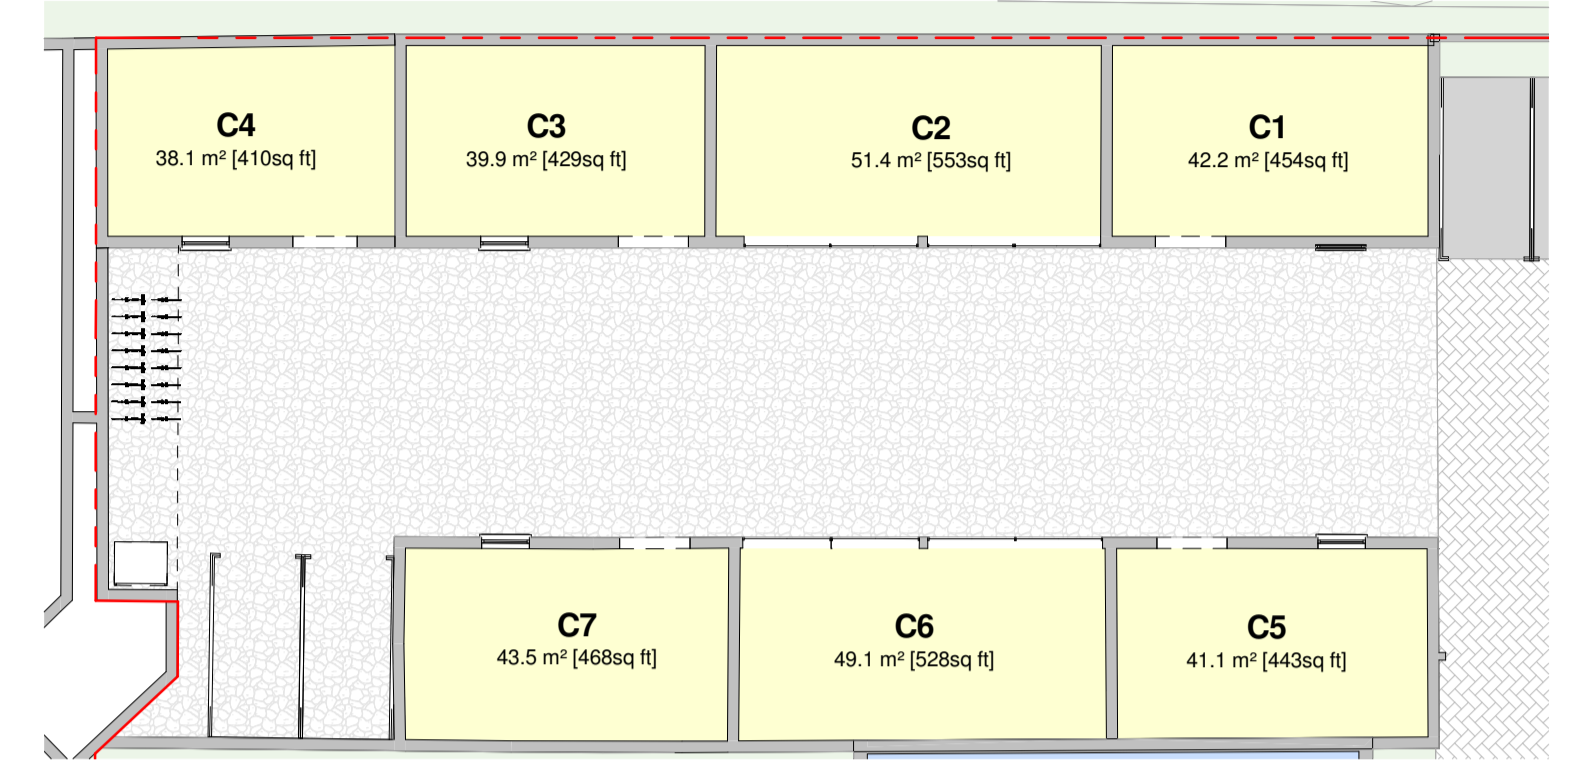 C4
38.1 m² [410sq ft]
C3
39.9 m² [429sq ft]
C2
51.4 m² [553sq ft]
C1
42.2 m² [454sq ft]
C7
43.5 m² [468sq ft]
C6
49.1 m² [528sq ft]
C5
41.1 m² [443sq ft]